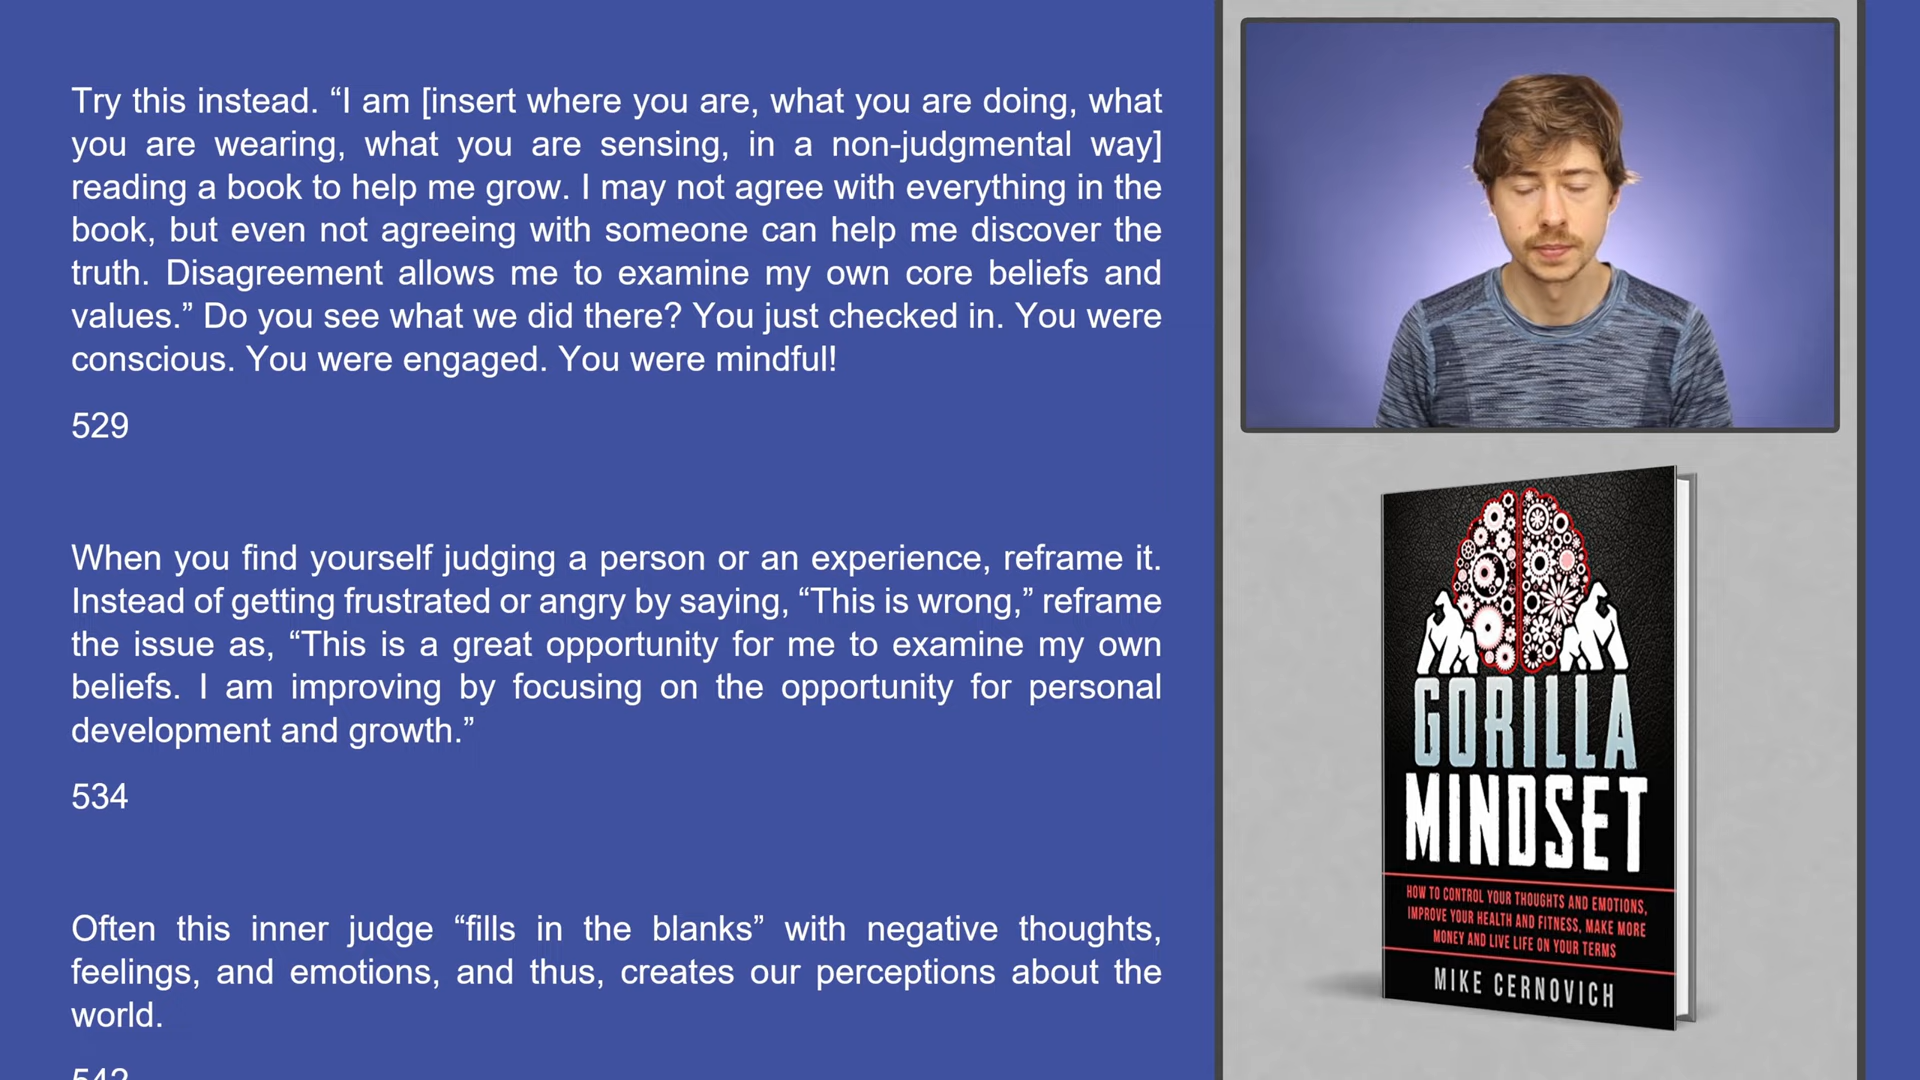 Try this instead. “I am [insert where you are, what you are doing, what
you are wearing, what you are sensing, in a non-judgmental way]
reading a book to help me grow. I may not agree with everything in the
book, but even not agreeing with someone can help me discover the
truth. Disagreement allows me to examine my own core beliefs and
values.” Do you see what we did there? You just checked in. You were
conscious. You were engaged. You were mindful!
529
When you find yourself judging a person or an experience, reframe it.
Instead of getting frustrated or angry by saying, “This is wrong,” reframe
the issue as, “This is a great opportunity for me to examine my own
beliefs. I am improving by focusing on the opportunity for personal
development and growth.”
534
Often this inner judge “fills in the blanks” with negative thoughts,
feelings, and emotions, and thus, creates our perceptions about the
world.
542
GORILLA
MINDSET
HOW TO CONTROL YOUR THOUGHTS AND EMOTIONS,
IMPROVE YOUR HEALTH AND FITNESS, MAKE MORE
MONEY AND LIVE LIFE ON YOUR TERMS
MIKE CERNOVICH